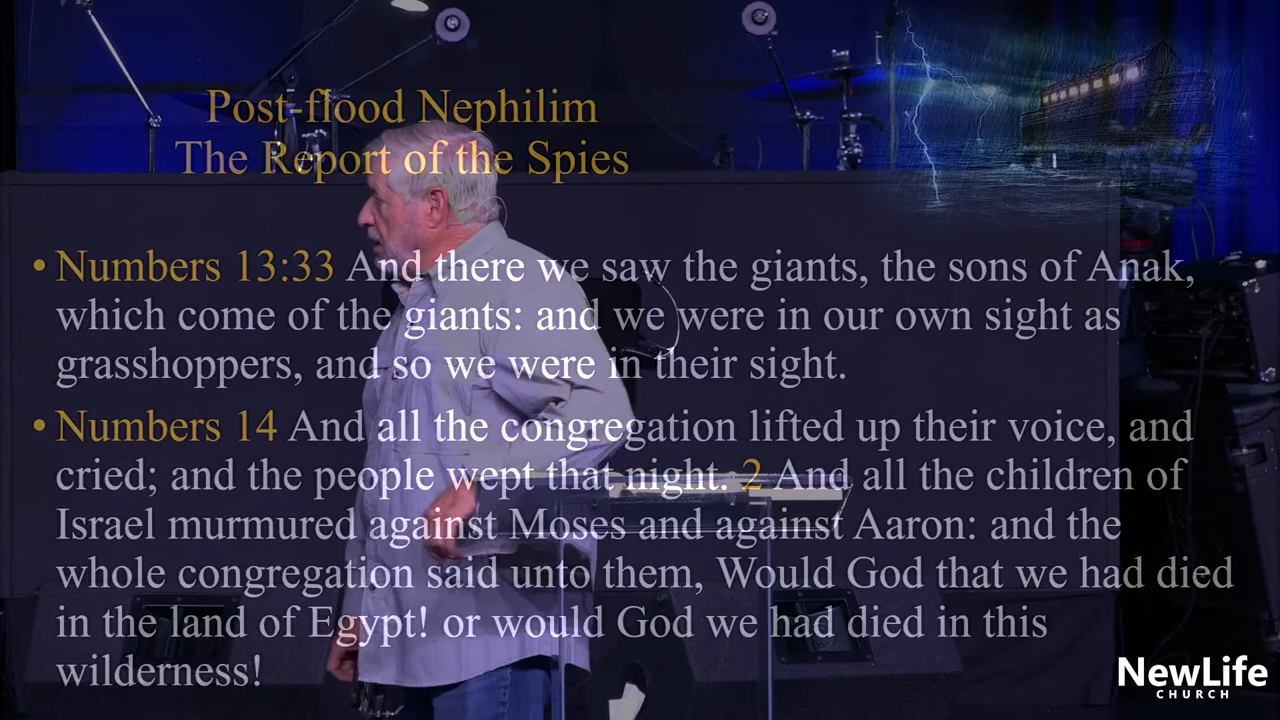 Post-flood Nephilim
The Report of the Spies
• Numbers 13:33 And there we saw the giants, the sons of Anak,
which come of the giants: and we were in our own sight as
grasshoppers, and so we were in their sight.
• Numbers 14 And all the congregation lifted up their voice, and
cried; and the people wept that night. 2 And all the children of
Israel murmured against Moses and against Aaron: and the
whole congregation said unto them, Would God that we had died
in the land of Egypt! or would God we had died in this
wilderness!
NewLife
CHURCH